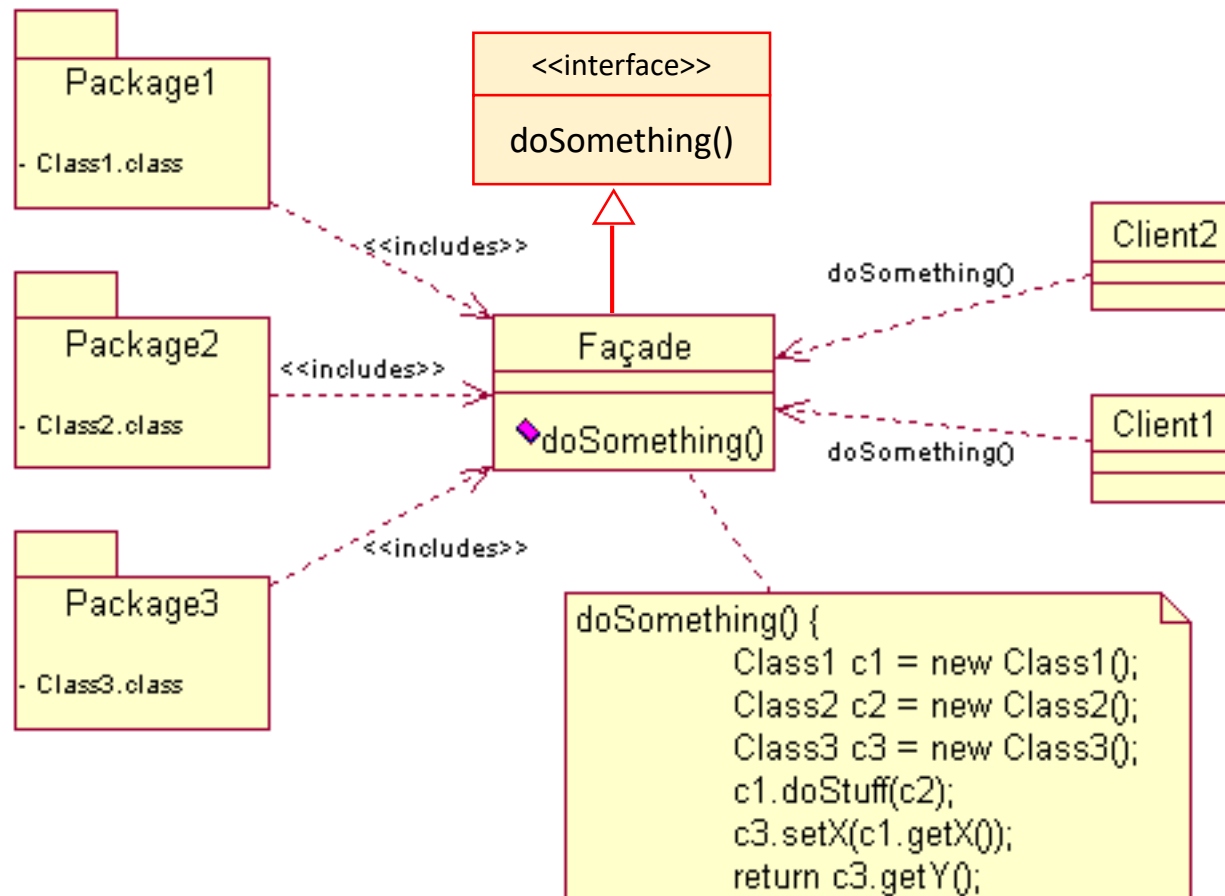 Package1
- Class1.class
<<interface>>
doSomething()
<<includes>>
Client2
doSomething()
Package2
- Class2.class
<<includes>>
Façade
doSomething()
Client1
doSomething()
<<includes>>
Package3
- Class3.class
doSomething() {
Class1 c1 = new Class1();
Class2 c2 = new Class2();
Class3 c3 = new Class3();
c1.doStuff(c2);
c3.setX(c1.getX());
return c3.getY();